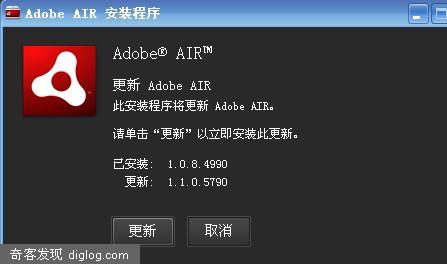 Adobe AIR 安装程序
Adobe® AIR™
更新 Adobe AIR
此安装程序将更新 Adobe AIR。
请单击“更新”以立即安装此更新。
已安装: 1.0.8.4990
更新: 1.1.0.5790
更新 取消
奇客发现 diglog.com